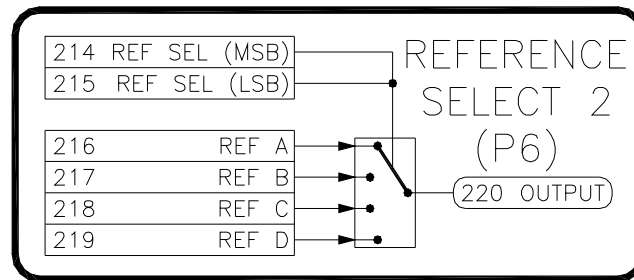 214 REF SEL (MSB)
215 REF SEL (LSB)
REFERENCE
SELECT 2
(P6)
216 REF A
217 REF B
218 REF C
219 REF D
220 OUTPUT